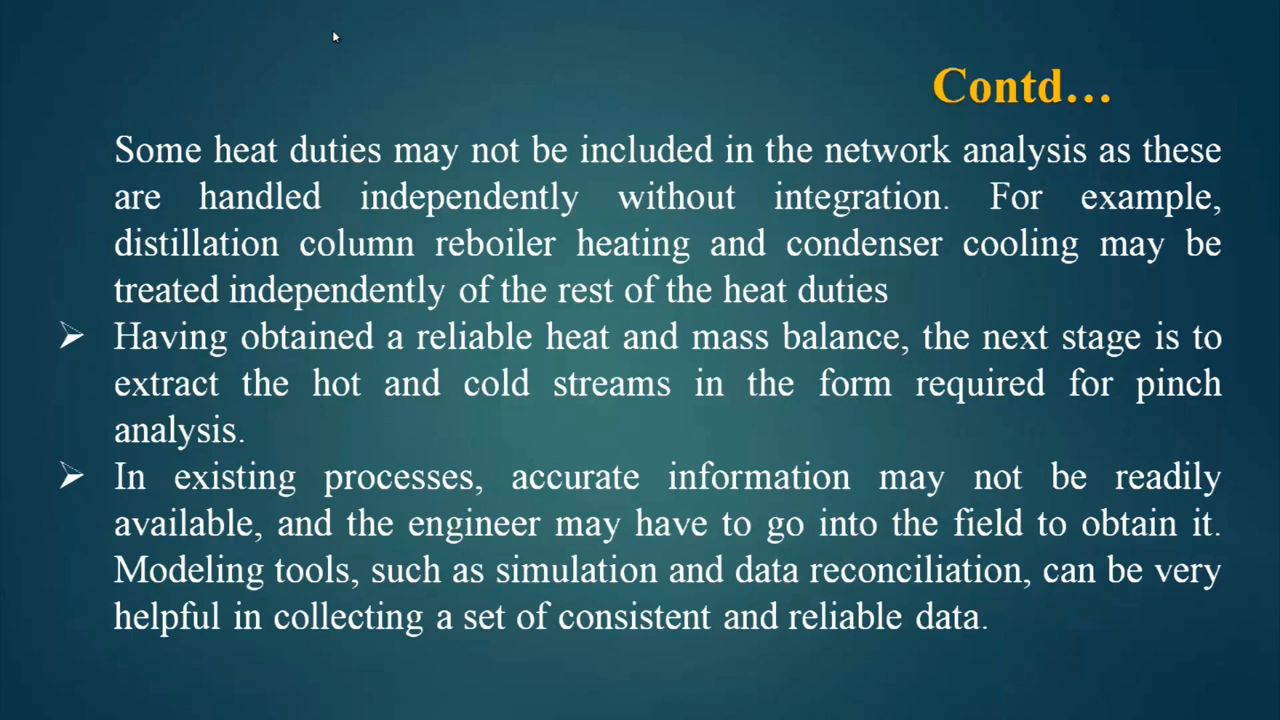 Contd…
Some heat duties may not be included in the network analysis as these
are handled independently without integration. For example,
distillation column reboiler heating and condenser cooling may be
treated independently of the rest of the heat duties
➢ Having obtained a reliable heat and mass balance, the next stage is to
extract the hot and cold streams in the form required for pinch
analysis.
➢ In existing processes, accurate information may not be readily
available, and the engineer may have to go into the field to obtain it.
Modeling tools, such as simulation and data reconciliation, can be very
helpful in collecting a set of consistent and reliable data.